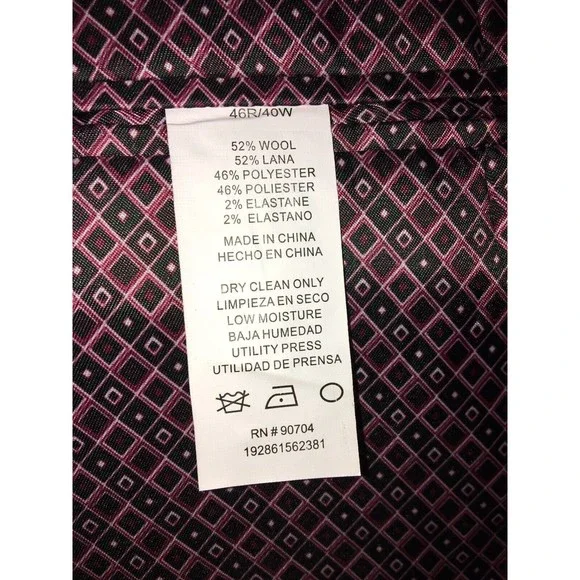 46R/40W
52% WOOL
52% LANA
46% POLYESTER
46% POLIESTER
2% ELASTANE
2% ELASTANO
MADE IN CHINA
HECHO EN CHINA
DRY CLEAN ONLY
LIMPIEZA EN SECO
LOW MOISTURE
BAJA HUMEDAD
UTILITY PRESS
UTILIDAD DE PRENSA
RN # 90704
192861562381